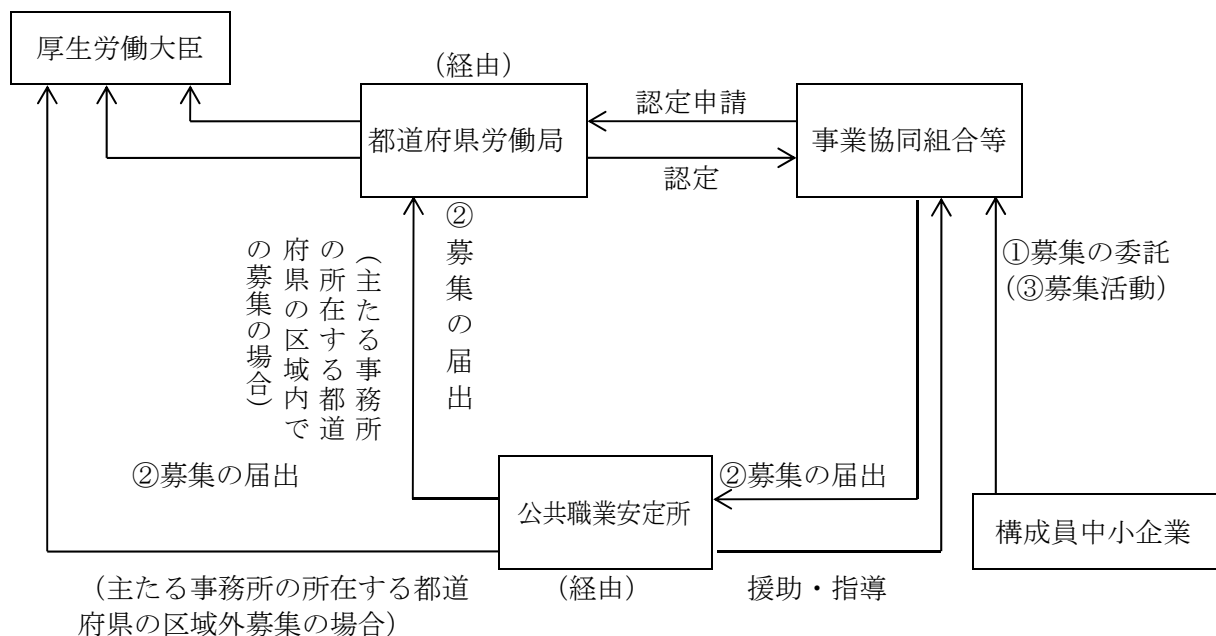 厚生労働大臣
(経由)
都道府県労働局
認定申請
認定
事業協同組合等
②募集の届出
(主たる事務所
の所在する都道
府県の区域内で
の募集の場合)
①募集の委託
(③募集活動)
②募集の届出
②募集の届出
公共職業安定所
(経由)
構成員中小企業
(主たる事務所の所在する都道
府県の区域外募集の場合)
援助・指導